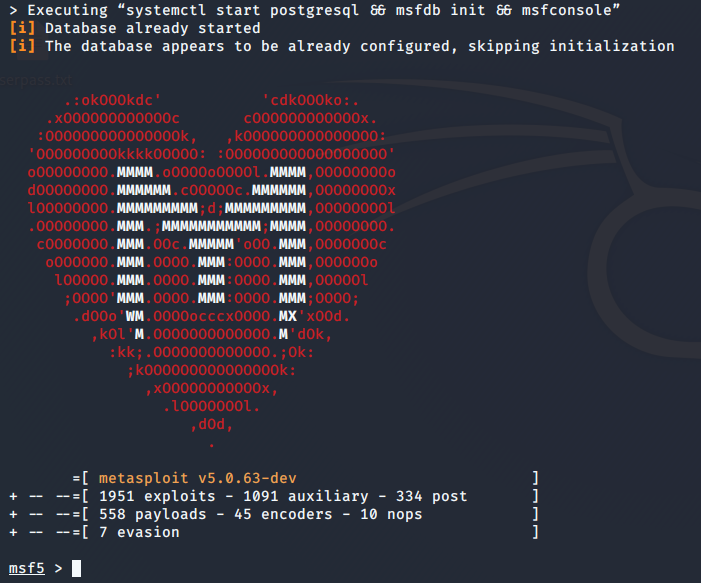 > Executing “systemctl start postgresql && msfdb init && msfconsole”
[i] Database already started
[i] The database appears to be already configured, skipping initialization
      .:okOOOkdc'           'cdkOOOko:.
    .xOOOOOOOOOOOOc       cOOOOOOOOOOOOx.
   :OOOOOOOOOOOOOOOk,   ,kOOOOOOOOOOOOOOO:
  'OOOOOOOOOkkkkOOOOO: :OOOOOOOOOOOOOOOOOO'
  oOOOOOOOO.MMMM.oOOOOoOOOOl.MMMM,OOOOOOOOo
  dOOOOOOOO.MMMMMM.cOOOOOc.MMMMMM,OOOOOOOOx
  lOOOOOOOO.MMMMMMMMM;d;MMMMMMMMM,OOOOOOOOl
  .OOOOOOOO.MMM.;MMMMMMMMMMM;MMMM,OOOOOOOO.
   cOOOOOOO.MMM.OOc.MMMMM'oOO.MMM,OOOOOOOc
    oOOOOOO.MMM.OOOO.MMM:OOOO.MMM,OOOOOOo
     lOOOOO.MMM.OOOO.MMM:OOOO.MMM,OOOOOl
      ;OOOO'MMM.OOOO.MMM:OOOO.MMM;OOOO;
       .dOOo'WM.OOOOocccxOOOO.MX'xOOd.
         ,kOl'M.OOOOOOOOOOOOO.M'dOk,
           :kk;.OOOOOOOOOOOOO.;Ok:
             ;kOOOOOOOOOOOOOOOk:
               ,xOOOOOOOOOOOx,
                 .lOOOOOOOl.
                    ,dOd,
                      .
       =[ metasploit v5.0.63-dev                          ]
+ -- --=[ 1951 exploits - 1091 auxiliary - 334 post       ]
+ -- --=[ 558 payloads - 45 encoders - 10 nops            ]
+ -- --=[ 7 evasion                                       ]
msf5 >